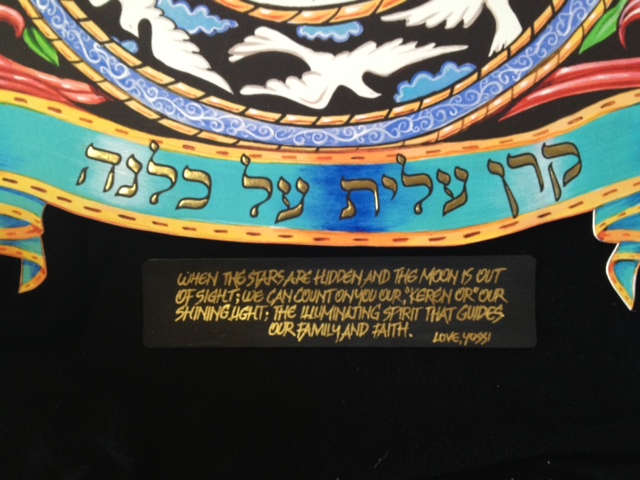 קרן עלית על כלנה
WHEN THE STARS ARE HIDDEN AND THE MOON IS OUT
OF SIGHT; WE CAN COUNT ON YOU OUR, "KEREN OR" OUR
SHINING LIGHT; THE ILLUMINATING SPIRIT THAT GUIDES
OUR FAMILY AND FAITH.
LOVE, YOSSI